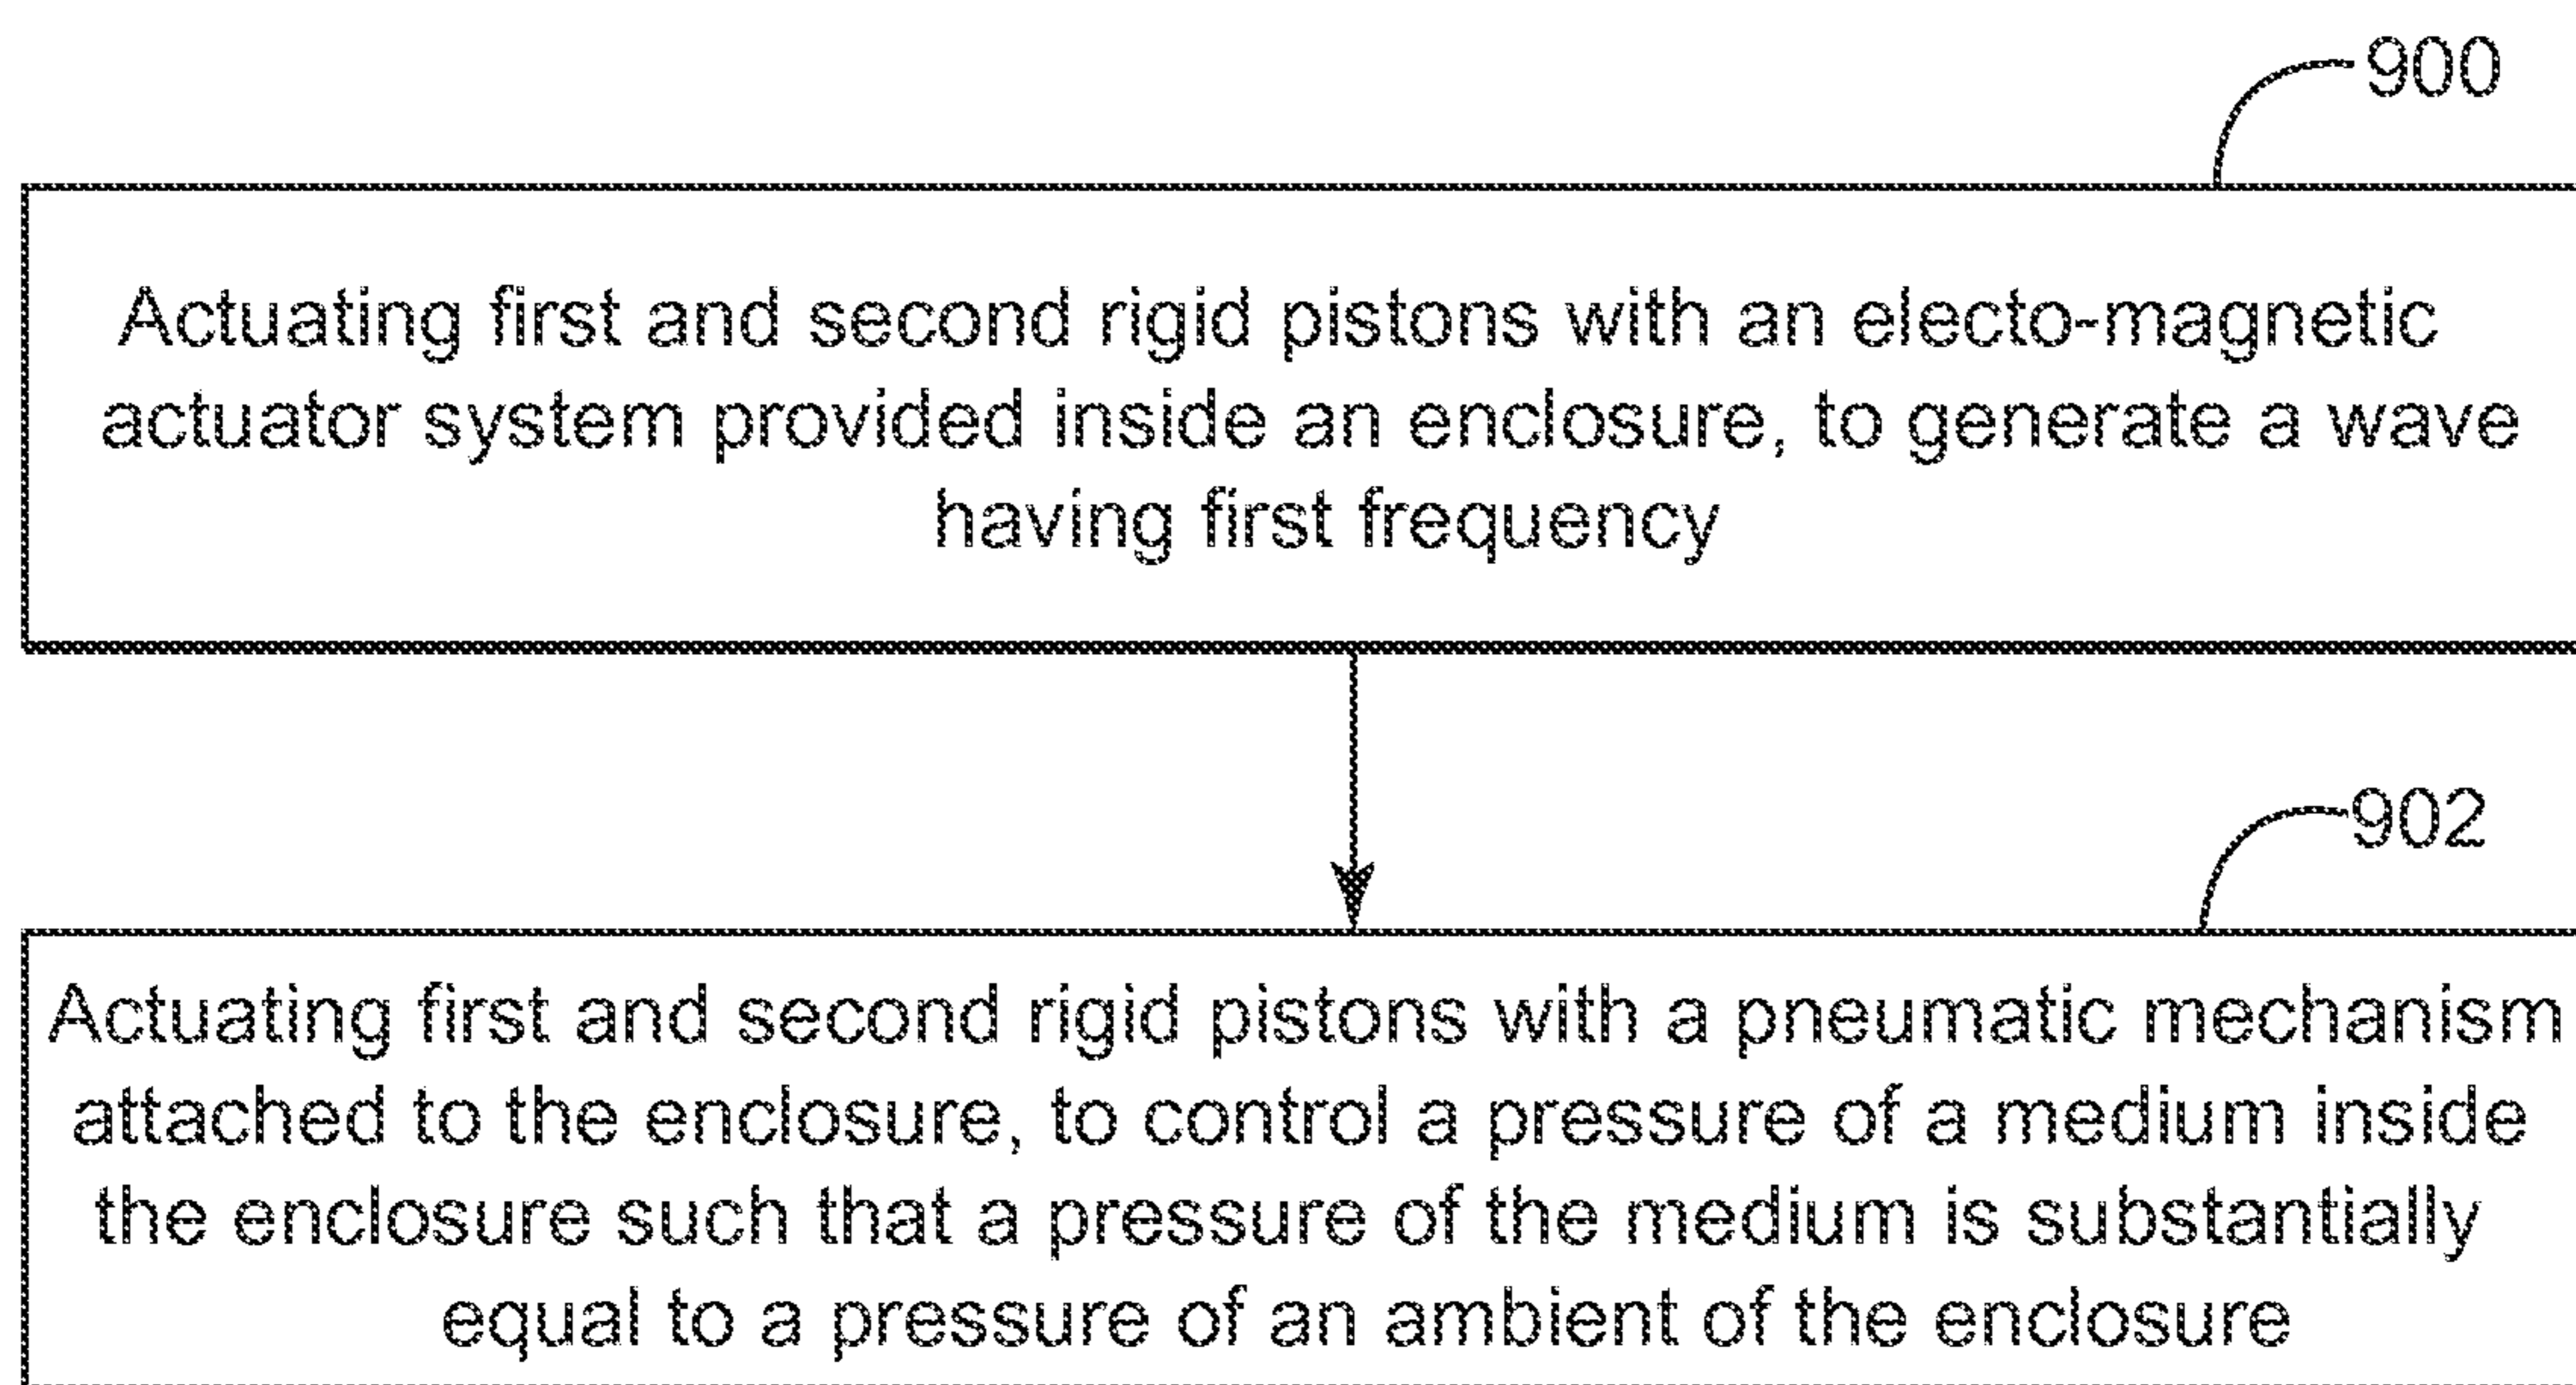 900
Actuating first and second rigid pistons with an electo-magnetic
actuator system provided inside an enclosure, to generate a wave
having first frequency
902
Actuating first and second rigid pistons with a pneumatic mechanism
attached to the enclosure, to control a pressure of a medium inside
the enclosure such that a pressure of the medium is substantially
equal to a pressure of an ambient of the enclosure